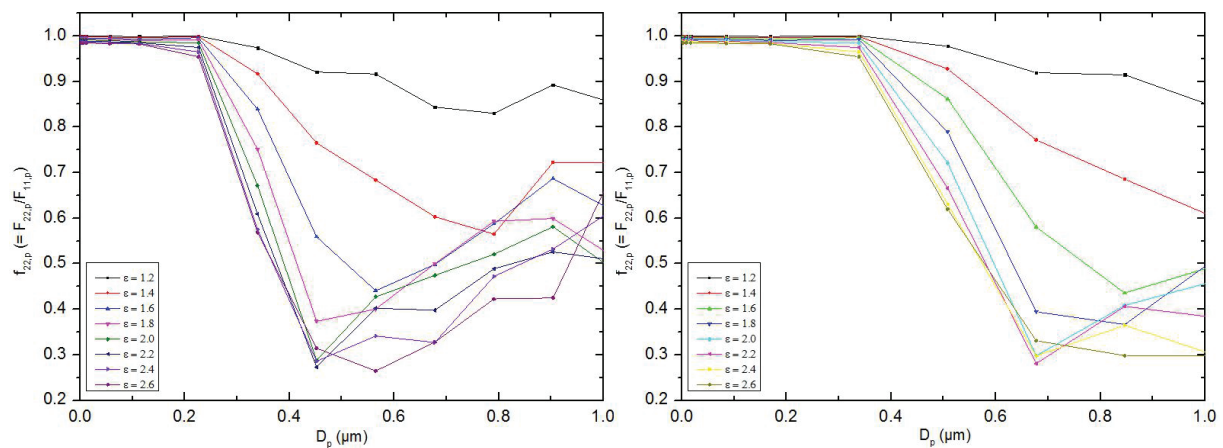 1.0
0.9
0.8
0.7
0.6
0.5
0.4
0.3
0.2
f22,p (= F22,p/F11,p)
ε = 1.2
ε = 1.4
ε = 1.6
ε = 1.8
ε = 2.0
ε = 2.2
ε = 2.4
ε = 2.6
0.0 0.2 0.4 0.6 0.8 1.0
Dp (μm)
1.0
0.9
0.8
0.7
0.6
0.5
0.4
0.3
0.2
f22,p (= F22,p/F11,p)
ε = 1.2
ε = 1.4
ε = 1.6
ε = 1.8
ε = 2.0
ε = 2.2
ε = 2.4
ε = 2.6
0.0 0.2 0.4 0.6 0.8 1.0
Dp (μm)